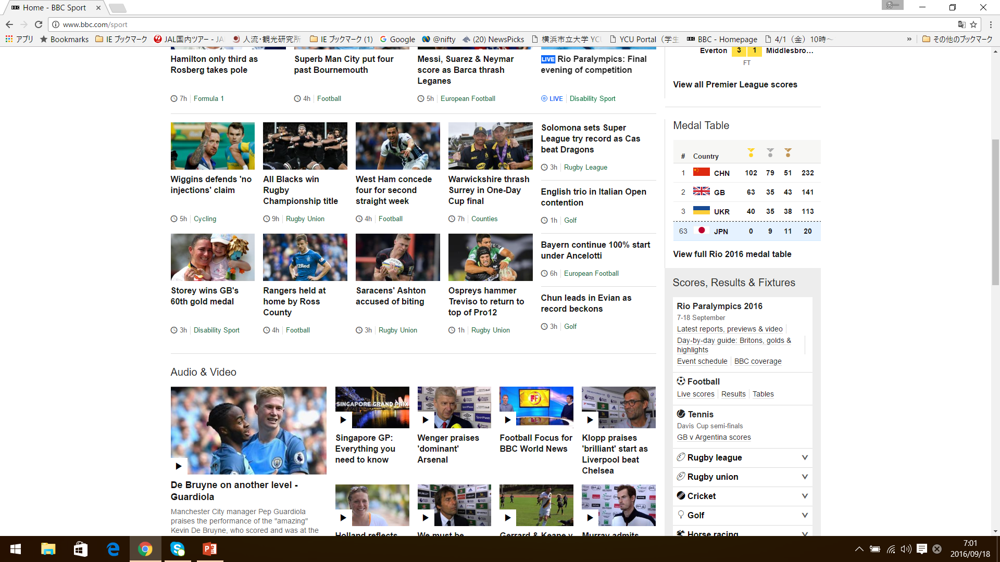 Home - BBC Sport
www.bbc.com/sport
アプリ
Bookmarks
IE ブックマーク
JAL国内ツアー - JA
人流・観光研究所
IE ブックマーク (1)
Google
@nifty
(20) NewsPicks
横浜市立大学 YCU
YCU Portal（学生
BBC - Homepage
4/1（金）10時～
»
その他のブックマーク
Hamilton only third as
Rosberg takes pole
7h Formula 1
Superb Man City put four
past Bournemouth
4h Football
Messi, Suarez & Neymar
score as Barca thrash
Leganes
5h European Football
LIVE Rio Paralympics: Final
evening of competition
LIVE Disability Sport
Wiggins defends 'no
injections' claim
5h Cycling
All Blacks win
Rugby
Championship title
9h Rugby Union
West Ham concede
four for second
straight week
4h Football
Warwickshire thrash
Surrey in One-Day
Cup final
7h Counties
Solomona sets Super
League try record as Cas
beat Dragons
3h Rugby League
English trio in Italian Open
contention
1h Golf
Bayern continue 100% start
under Ancelotti
6h European Football
Chun leads in Evian as
record beckons
3h Golf
Storey wins GB's
60th gold medal
3h Disability Sport
32Red
Rangers held at
home by Ross
County
4h Football
Saracens' Ashton
accused of biting
3h Rugby Union
Ospreys hammer
Treviso to return to
top of Pro12
1h Rugby Union
Audio & Video
De Bruyne on another level -
Guardiola
Manchester City manager Pep Guardiola
praises the performance of the "amazing"
Kevin De Bruyne, who scored and was at the
SINGAPORE GRAND PRIX
Singapore GP:
Everything you
need to know
Wenger praises
'dominant'
Arsenal
FF
Football Focus for
BBC World News
Klopp praises
'brilliant' start as
Liverpool beat
Chelsea
Holland reflects
We must be
Gerrard & Keane v
Murray admits
Everton 3 1 Middlesbro...
FT
View all Premier League scores
Medal Table
# Country
1 CHN 102 79 51 232
2 GB 63 35 43 141
3 UKR 40 35 38 113
63 JPN 0 9 11 20
View full Rio 2016 medal table
Scores, Results & Fixtures
Rio Paralympics 2016
7-18 September
Latest reports, previews & video
Day-by-day guide: Britons, golds &
highlights
Event schedule BBC coverage
Football
Live scores Results Tables
Tennis
Davis Cup semi-finals
GB v Argentina scores
Rugby league
Rugby union
Cricket
Golf
Horse racing
7:01
2016/09/18